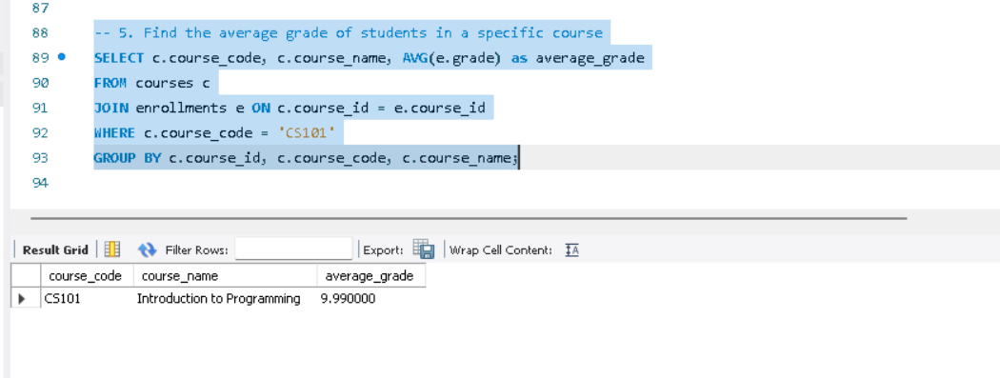 87
88 -- 5. Find the average grade of students in a specific course
89 SELECT c.course_code, c.course_name, AVG(e.grade) as average_grade
90 FROM courses c
91 JOIN enrollments e ON c.course_id = e.course_id
92 WHERE c.course_code = 'CS101'
93 GROUP BY c.course_id, c.course_code, c.course_name;
94
Result Grid Filter Rows: Export: Wrap Cell Content: IA
course_code course_name average_grade
CS101 Introduction to Programming 9.990000